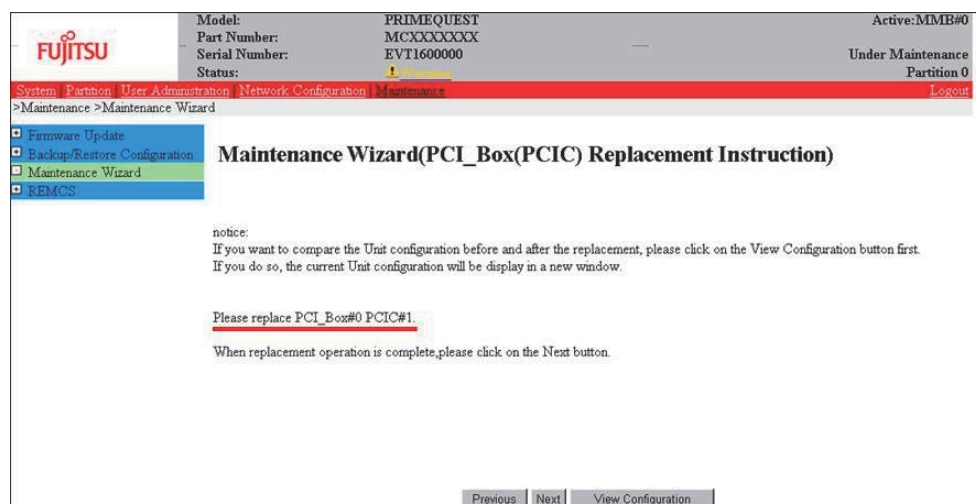 FUJITSU
Model: PRIMEQUEST Active:MMB#0
Part Number: MCXXXXXXX
Serial Number: EVT1600000 Under Maintenance
Status: Warning Partition 0
System | Partition | User Administration | Network Configuration | Maintenance Logout
>Maintenance >Maintenance Wizard
Firmware Update
Backup/Restore Configuration
Maintenance Wizard
REMCS
Maintenance Wizard(PCI_Box(PCIC) Replacement Instruction)
notice:
If you want to compare the Unit configuration before and after the replacement, please click on the View Configuration button first.
If you do so, the current Unit configuration will be display in a new window.
Please replace PCI_Box#0 PCIC#1.
When replacement operation is complete,please click on the Next button.
Previous Next View Configuration